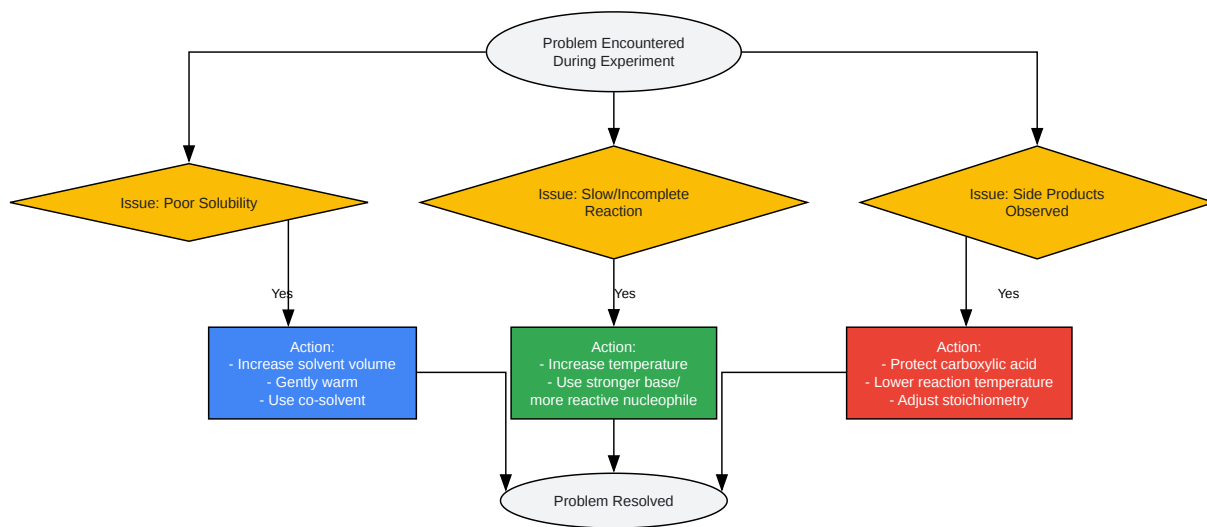 Problem Encountered
During Experiment
Issue: Poor Solubility
Issue: Slow/Incomplete
Reaction
Issue: Side Products
Observed
Yes
Yes
Yes
Action:
- Increase solvent volume
- Gently warm
- Use co-solvent
Action:
- Increase temperature
- Use stronger base/
more reactive nucleophile
Action:
- Protect carboxylic acid
- Lower reaction temperature
- Adjust stoichiometry
Problem Resolved